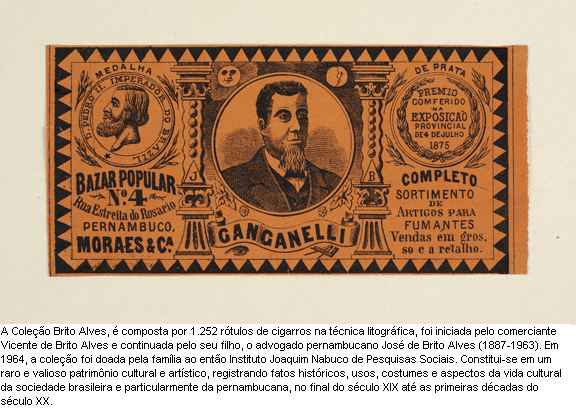 MEDALHA
D. PEDRO II. IMPERADOR DO BRAZIL
BAZAR POPULAR
Nº 4
Rua Estreita do Rosario
PERNAMBUCO.
MORAES & Cª
J B
GANGANELLI
DE PRATA
PREMIO
COMFERIDO
NA
EXPOSIÇÃO
PROVINCIAL
DE 4 DE JULHO
1875
COMPLETO
SORTIMENTO
DE
ARTIGOS PARA
FUMANTES
Vendas em gros,
so e a retalho.
A Coleção Brito Alves, é composta por 1.252 rótulos de cigarros na técnica litográfica, foi iniciada pelo comerciante
Vicente de Brito Alves e continuada pelo seu filho, o advogado pernambucano José de Brito Alves (1887-1963). Em
1964, a coleção foi doada pela família ao então Instituto Joaquim Nabuco de Pesquisas Sociais. Constitui-se em um
raro e valioso patrimônio cultural e artístico, registrando fatos históricos, usos, costumes e aspectos da vida cultural
da sociedade brasileira e particularmente da pernambucana, no final do século XIX até as primeiras décadas do
século XX.